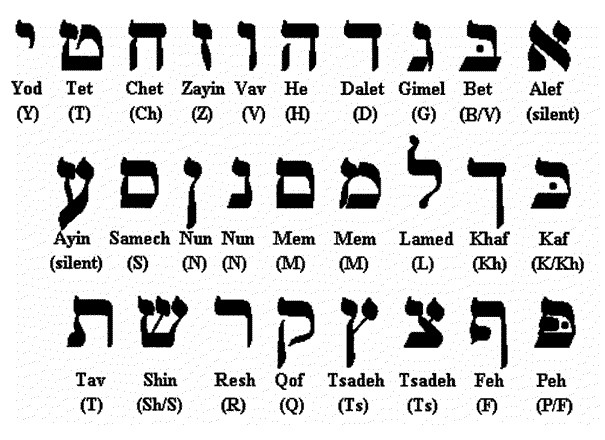 א בּ ג ד ה ו ז ח ט י
Yod Tet Chet Zayin Vav He Dalet Gimel Bet Alef
(Y) (T) (Ch) (Z) (V) (H) (D) (G) (B/V) (silent)
כּ ך ל מ ם נ ן ס ע
Ayin Samech Nun Nun Mem Mem Lamed Khaf Kaf
(silent) (S) (N) (N) (M) (M) (L) (Kh) (K/Kh)
פּ ף צ ץ ק ר ש ת
Tav Shin Resh Qof Tsadeh Tsadeh Feh Peh
(T) (Sh/S) (R) (Q) (Ts) (Ts) (F) (P/F)